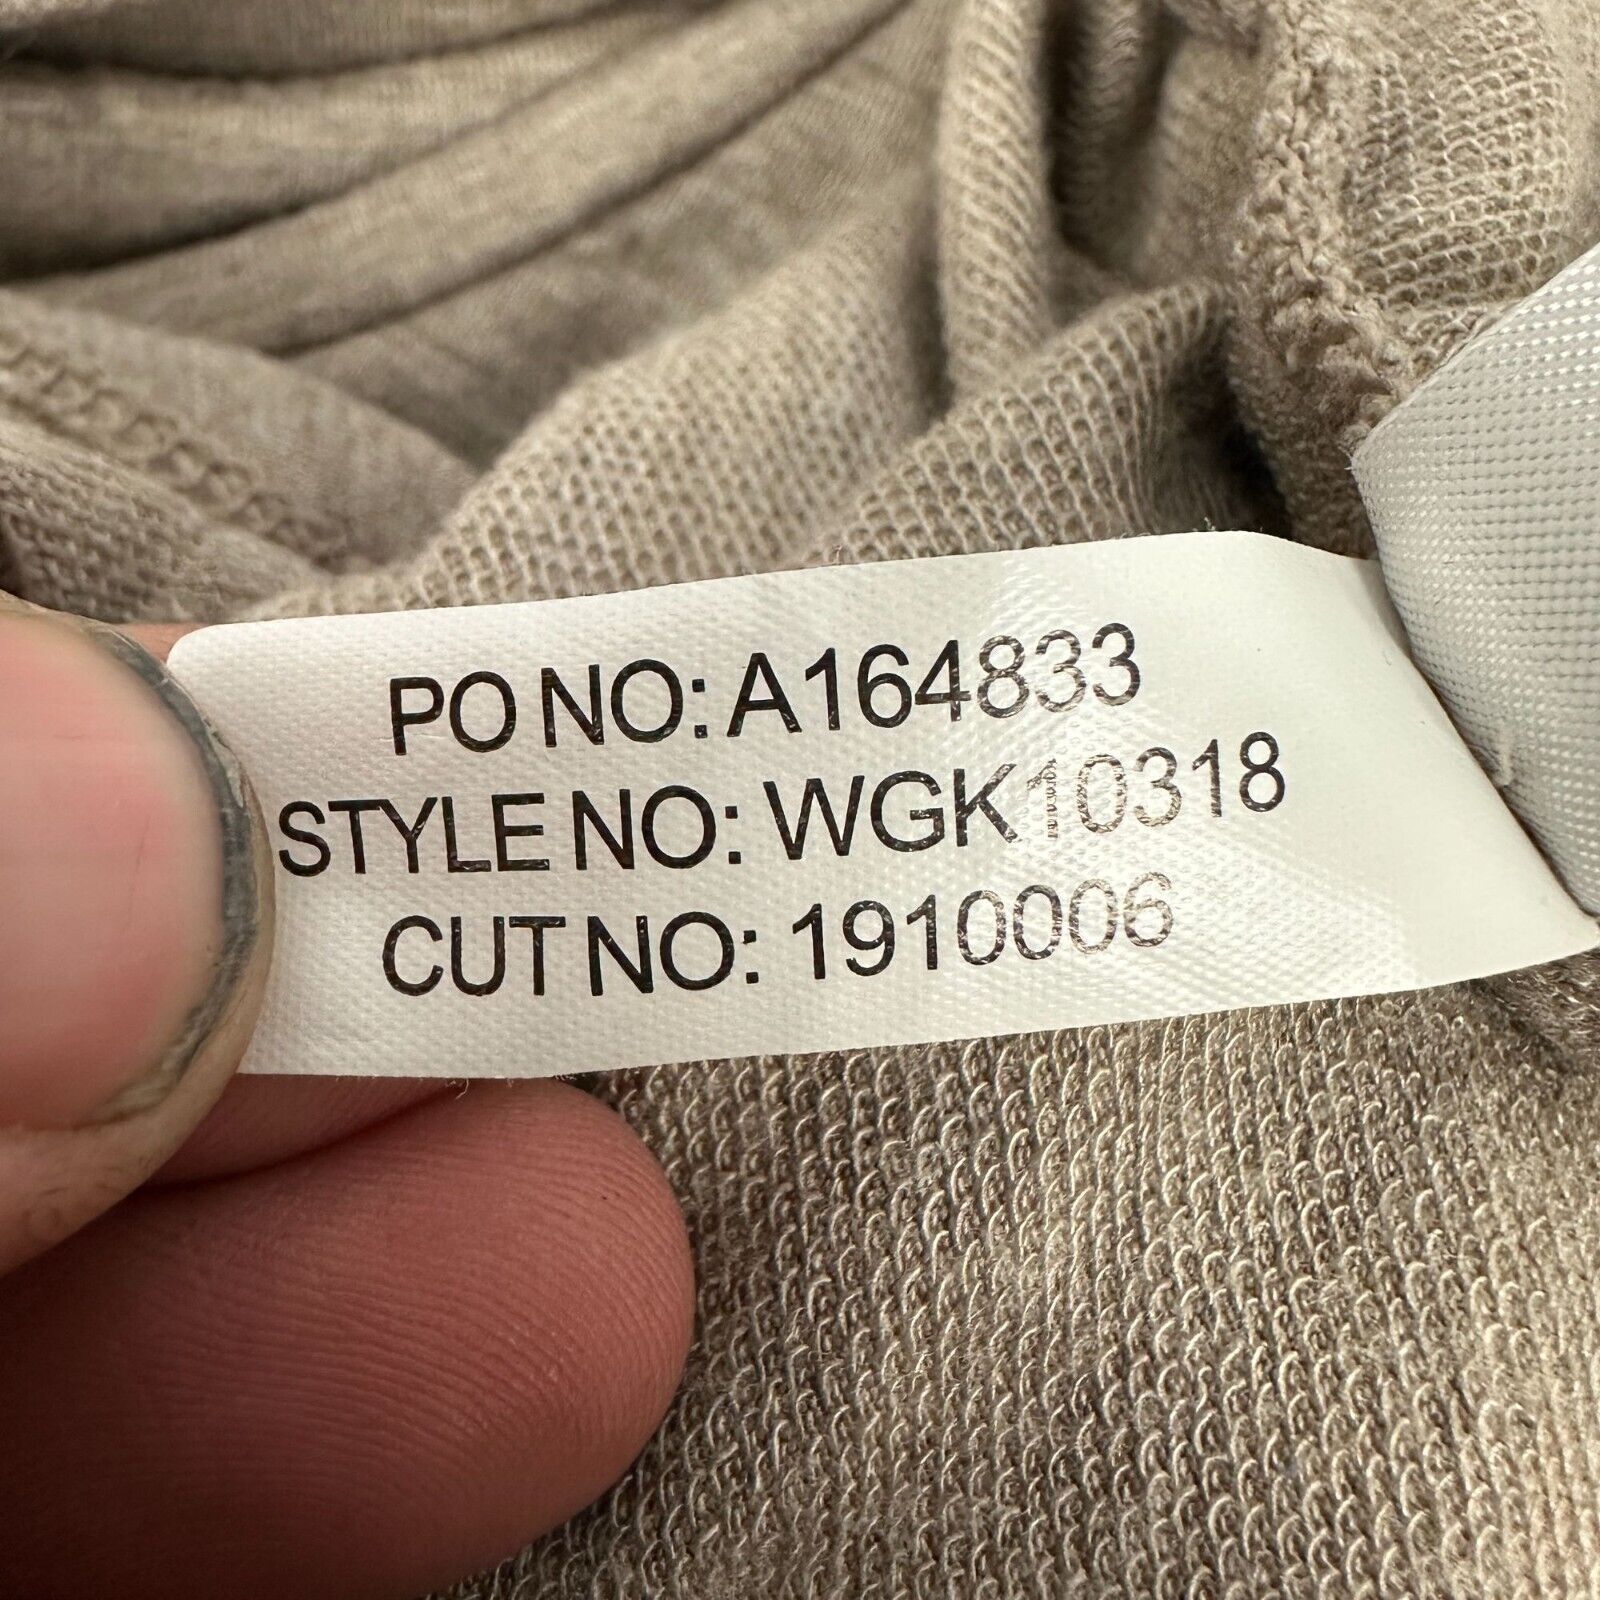 PO NO: A164833
STYLE NO: WGK10318
CUT NO: 1910006